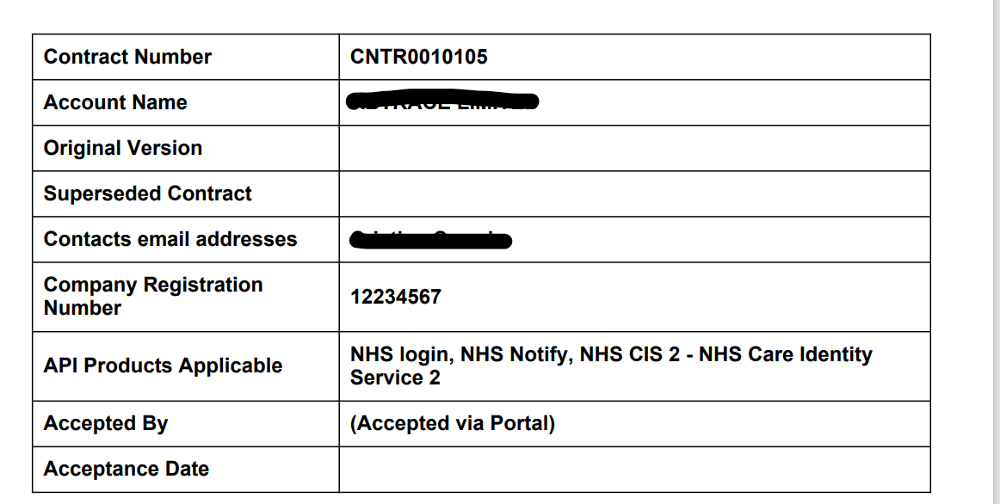 Contract Number CNTR0010105
Account Name
Original Version
Superseded Contract
Contacts email addresses
Company Registration
Number
12234567
API Products Applicable
NHS login, NHS Notify, NHS CIS 2 - NHS Care Identity
Service 2
Accepted By (Accepted via Portal)
Acceptance Date